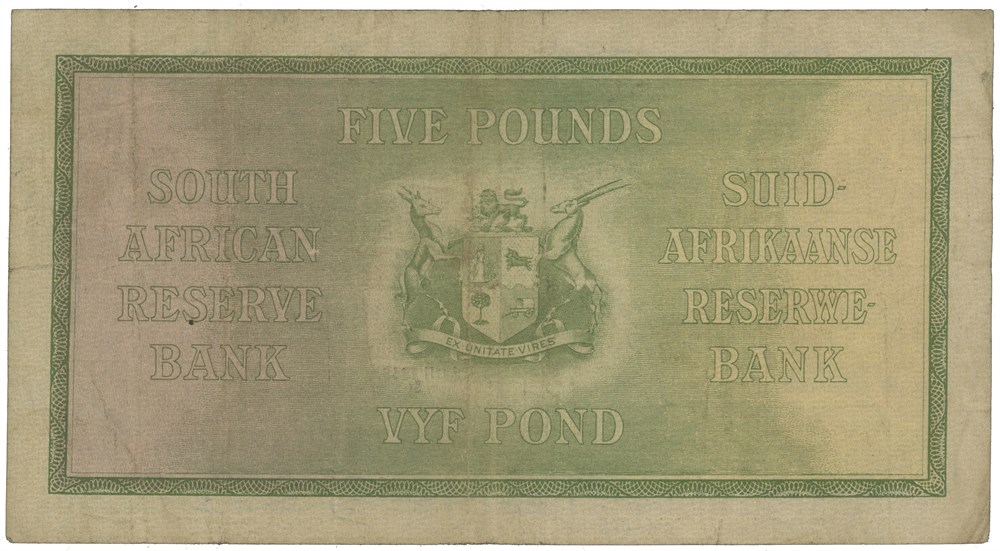 FIVE POUNDS
SOUTH
AFRICAN
RESERVE
BANK
SUID-
AFRIKAANSE
RESERWE-
BANK
EX·UNITATE·VIRES
VYF POND